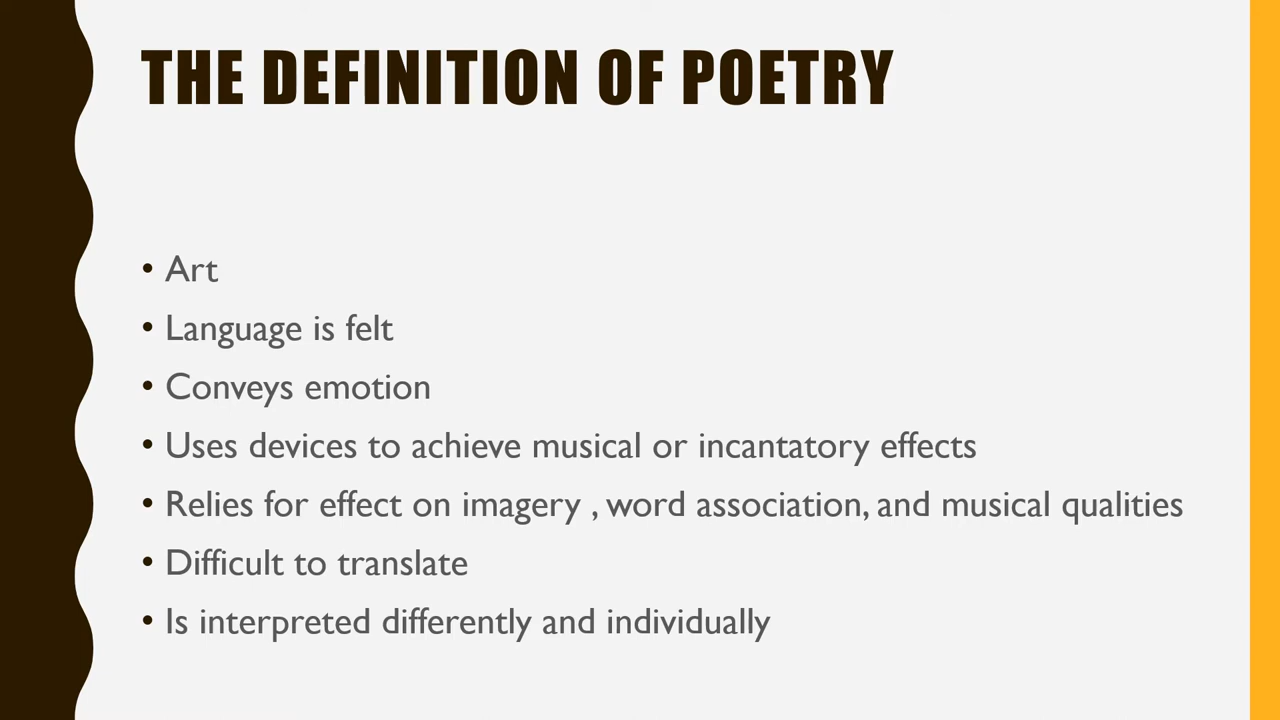 THE DEFINITION OF POETRY
• Art
• Language is felt
• Conveys emotion
• Uses devices to achieve musical or incantatory effects
• Relies for effect on imagery , word association, and musical qualities
• Difficult to translate
• Is interpreted differently and individually